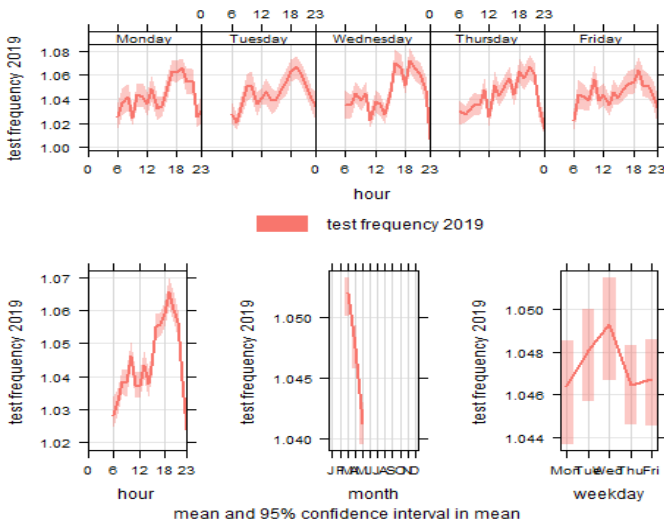 0 6 12 18 23 0 6 12 18 23
Monday Tuesday Wednesday Thursday Friday
test frequency 2019
1.08
1.06
1.04
1.02
1.00
0 6 12 18 23 0 6 12 18 23 0 6 12 18 23
hour
test frequency 2019
test frequency 2019
1.07
1.06
1.05
1.04
1.03
1.02
0 6 12 18 23
hour
test frequency 2019
1.050
1.045
1.040
J F M A M J J A S O N D
month
test frequency 2019
1.050
1.048
1.046
1.044
Mon Tue Wed Thu Fri
weekday
mean and 95% confidence interval in mean